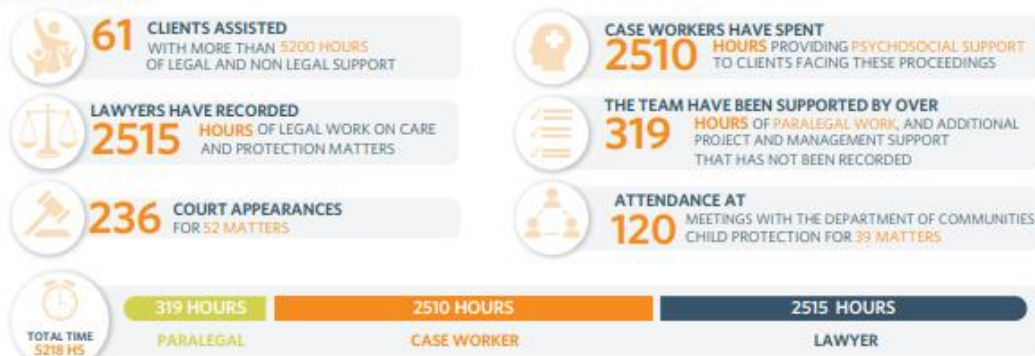 61 CLIENTS ASSISTED
WITH MORE THAN 5200 HOURS
OF LEGAL AND NON LEGAL SUPPORT
CASE WORKERS HAVE SPENT
2510 HOURS PROVIDING PSYCHOSOCIAL SUPPORT
TO CLIENTS FACING THESE PROCEEDINGS
LAWYERS HAVE RECORDED
2515 HOURS OF LEGAL WORK ON CARE
AND PROTECTION MATTERS
THE TEAM HAVE BEEN SUPPORTED BY OVER
319 HOURS OF PARALEGAL WORK, AND ADDITIONAL
PROJECT AND MANAGEMENT SUPPORT
THAT HAS NOT BEEN RECORDED
236 COURT APPEARANCES
FOR 52 MATTERS
ATTENDANCE AT
120 MEETINGS WITH THE DEPARTMENT OF COMMUNITIES
CHILD PROTECTION FOR 39 MATTERS
319 HOURS 2510 HOURS 2515 HOURS
TOTAL TIME
5218 HS
PARALEGAL CASE WORKER LAWYER